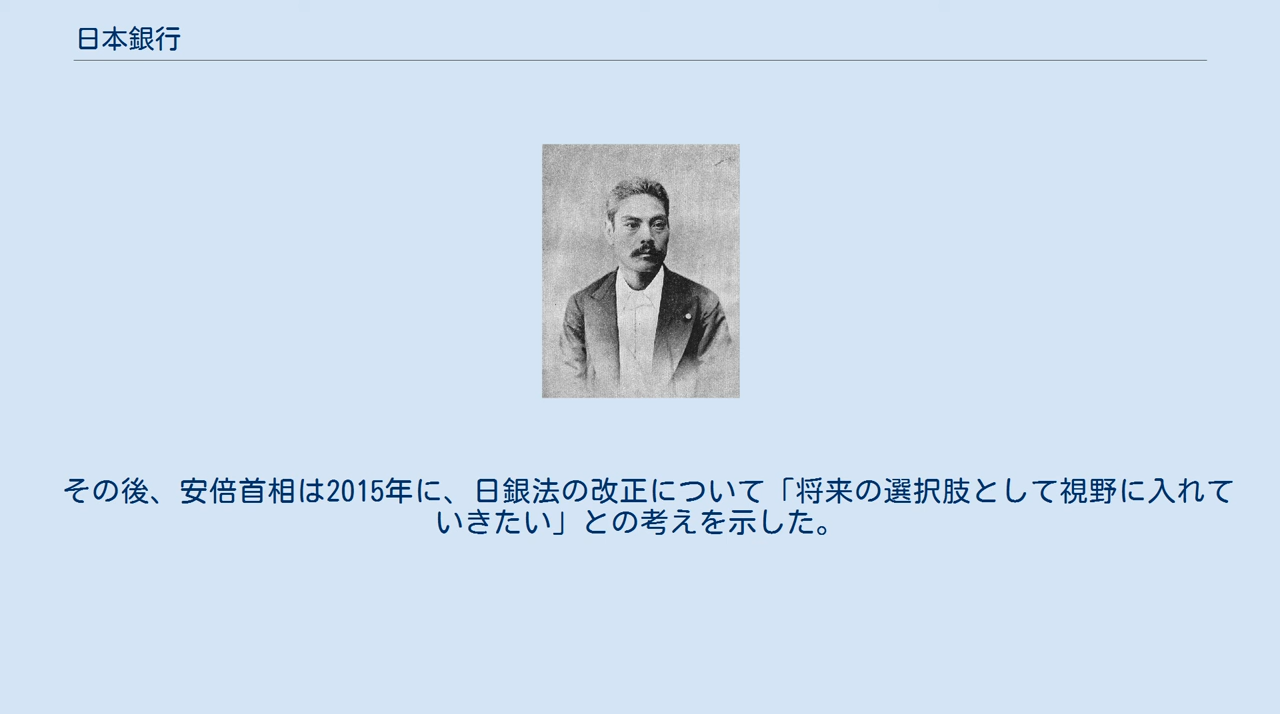 日本銀行
その後、安倍首相は2015年に、日銀法の改正について「将来の選択肢として視野に入れて
いきたい」との考えを示した。